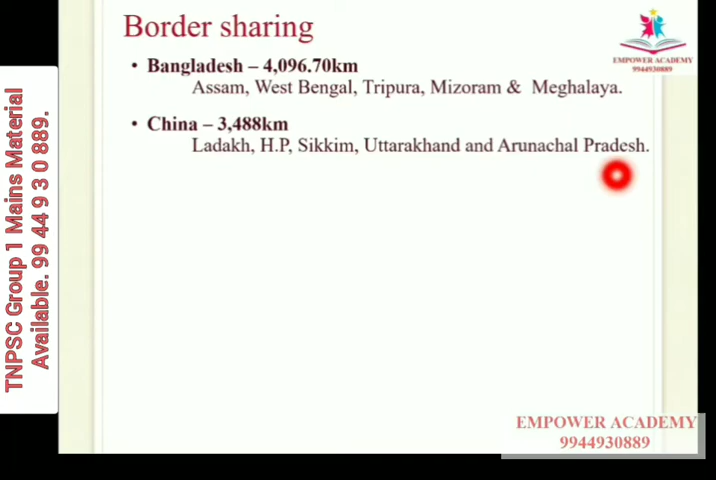 Border sharing
EMPOWER ACADEMY
9944930889
• Bangladesh – 4,096.70km
Assam, West Bengal, Tripura, Mizoram & Meghalaya.
• China – 3,488km
Ladakh, H.P, Sikkim, Uttarakhand and Arunachal Pradesh.
TNPSC Group 1 Mains Material
Available. 99 44 9 3 0 889.
EMPOWER ACADEMY
9944930889